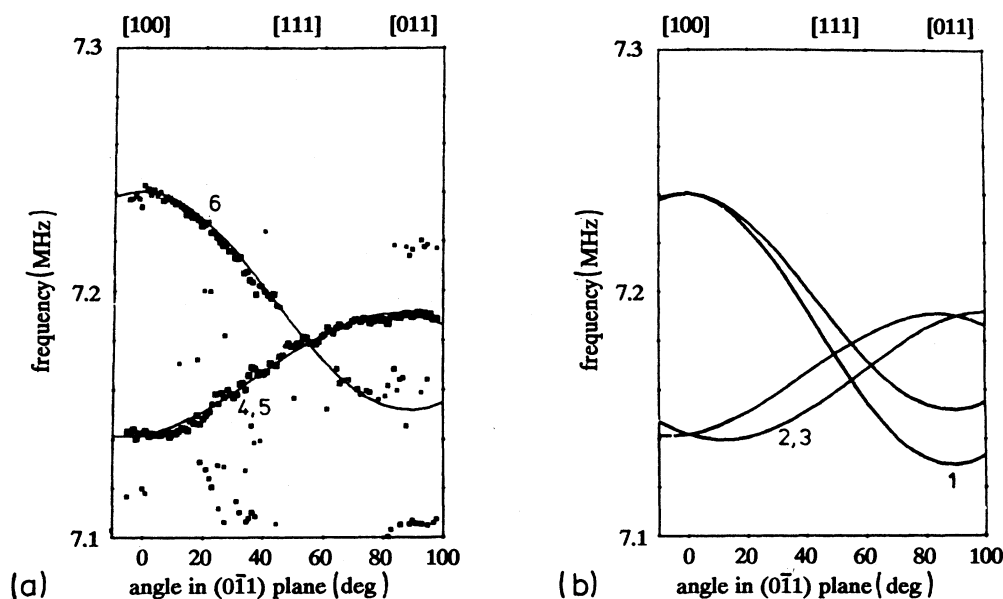 [100] [111] [011]
7.3
7.2
7.1
frequency (MHz)
6
4,5
0 20 40 60 80 100
angle in (01̅1) plane (deg)
(a)
[100] [111] [011]
7.3
7.2
7.1
frequency (MHz)
2,3
1
0 20 40 60 80 100
angle in (01̅1) plane (deg)
(b)